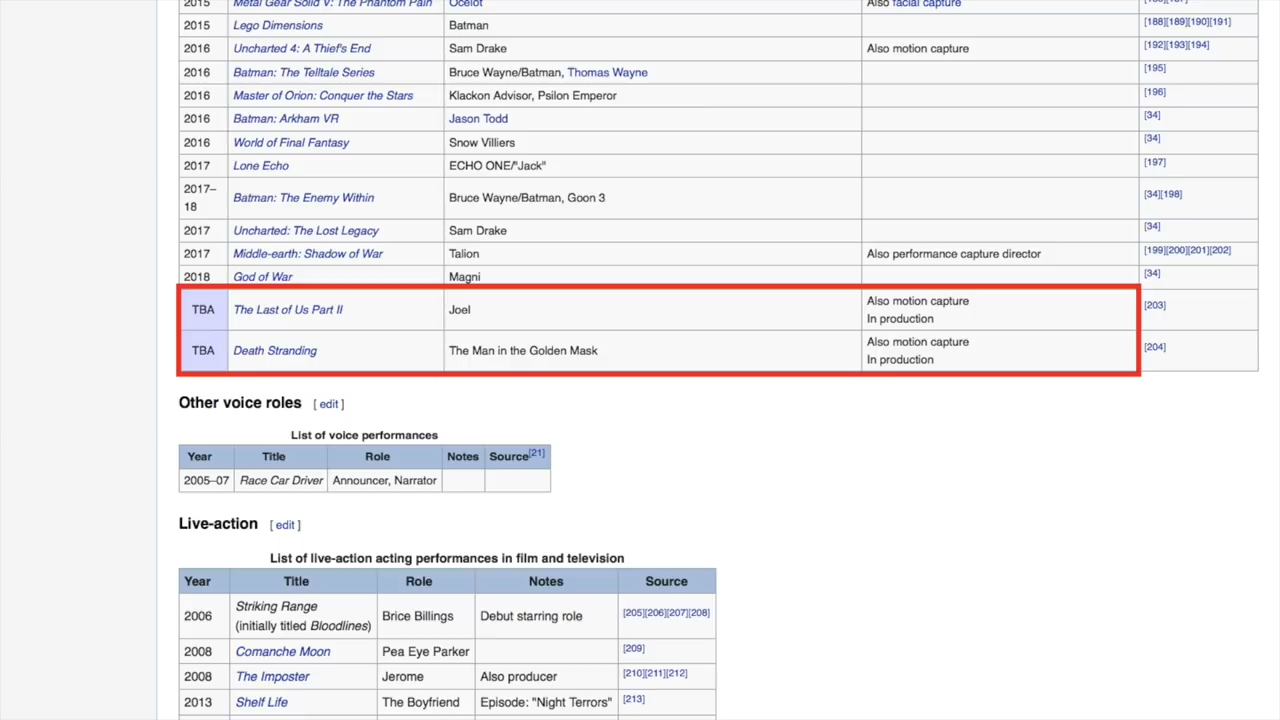 2015 Metal Gear Solid V: The Phantom Pain Ocelot Also facial capture
2015 Lego Dimensions Batman [188][189][190][191]
2016 Uncharted 4: A Thief's End Sam Drake Also motion capture [192][193][194]
2016 Batman: The Telltale Series Bruce Wayne/Batman, Thomas Wayne [195]
2016 Master of Orion: Conquer the Stars Klackon Advisor, Psilon Emperor [196]
2016 Batman: Arkham VR Jason Todd [34]
2016 World of Final Fantasy Snow Villiers [34]
2017 Lone Echo ECHO ONE/"Jack" [197]
2017–
18 Batman: The Enemy Within Bruce Wayne/Batman, Goon 3 [34][198]
2017 Uncharted: The Lost Legacy Sam Drake [34]
2017 Middle-earth: Shadow of War Talion Also performance capture director [199][200][201][202]
2018 God of War Magni [34]
TBA The Last of Us Part II Joel Also motion capture
In production [203]
TBA Death Stranding The Man in the Golden Mask Also motion capture
In production [204]
Other voice roles [ edit ]
List of voice performances
Year Title Role Notes Source[21]
2005–07 Race Car Driver Announcer, Narrator
Live-action [ edit ]
List of live-action acting performances in film and television
Year Title Role Notes Source
2006 Striking Range
(initially titled Bloodlines) Brice Billings Debut starring role [205][206][207][208]
2008 Comanche Moon Pea Eye Parker [209]
2008 The Imposter Jerome Also producer [210][211][212]
2013 Shelf Life The Boyfriend Episode: "Night Terrors" [213]